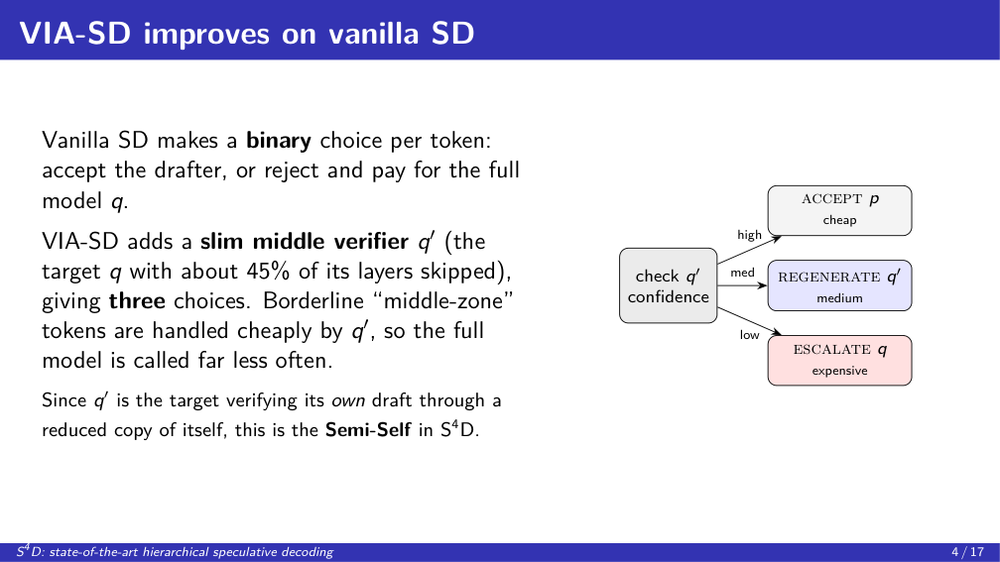 VIA-SD improves on vanilla SD
Vanilla SD makes a binary choice per token:
accept the drafter, or reject and pay for the full
model q.
VIA-SD adds a slim middle verifier q′ (the
target q with about 45% of its layers skipped),
giving three choices. Borderline “middle-zone”
tokens are handled cheaply by q′, so the full
model is called far less often.
Since q′ is the target verifying its own draft through a
reduced copy of itself, this is the Semi-Self in S⁴D.
check q′
confidence
high
med
low
ACCEPT p
cheap
REGENERATE q′
medium
ESCALATE q
expensive
S⁴D: state-of-the-art hierarchical speculative decoding
4 / 17